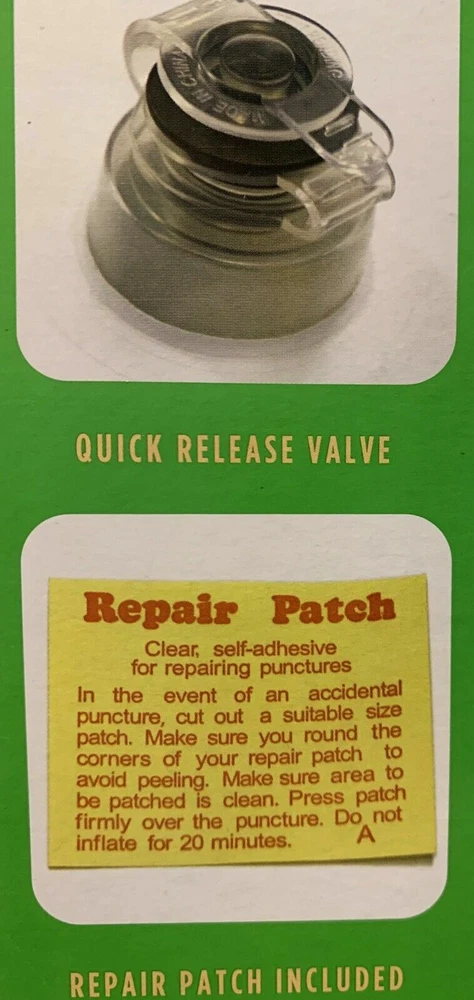 MADE IN CHINA
QUICK RELEASE VALVE
Repair Patch
Clear, self-adhesive
for repairing punctures
In the event of an accidental
puncture, cut out a suitable size
patch. Make sure you round the
corners of your repair patch to
avoid peeling. Make sure area to
be patched is clean. Press patch
firmly over the puncture. Do not
inflate for 20 minutes.
A
REPAIR PATCH INCLUDED